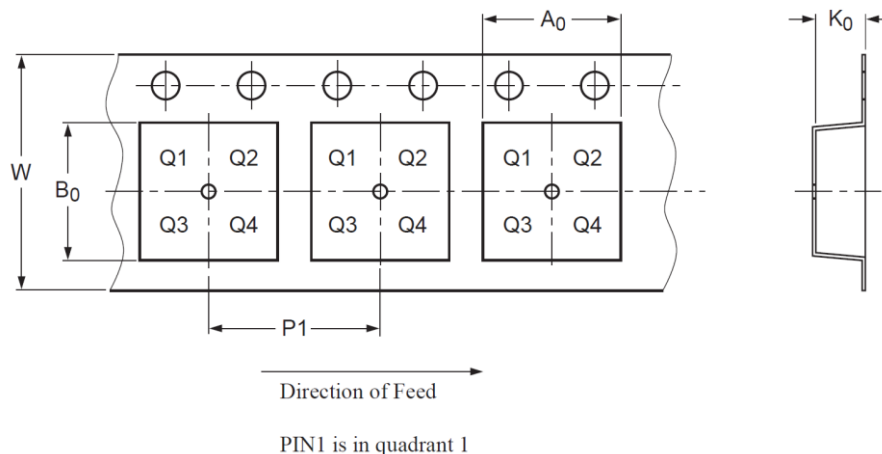 A0
K0
W
B0
Q1 Q2 Q1 Q2 Q1 Q2
Q3 Q4 Q3 Q4 Q3 Q4
P1
Direction of Feed
PIN1 is in quadrant 1